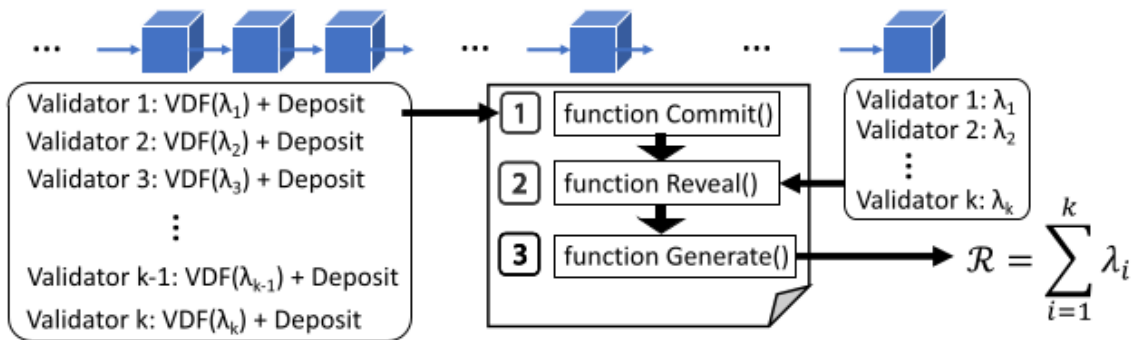 ... ... ...
Validator 1: VDF(λ₁) + Deposit
Validator 2: VDF(λ₂) + Deposit
Validator 3: VDF(λ₃) + Deposit
⋮
Validator k-1: VDF(λₖ₋₁) + Deposit
Validator k: VDF(λₖ) + Deposit
1 function Commit()
2 function Reveal()
3 function Generate()
Validator 1: λ₁
Validator 2: λ₂
⋮
Validator k: λₖ
ℛ = ∑ᵢ₌₁ᵏ λᵢ